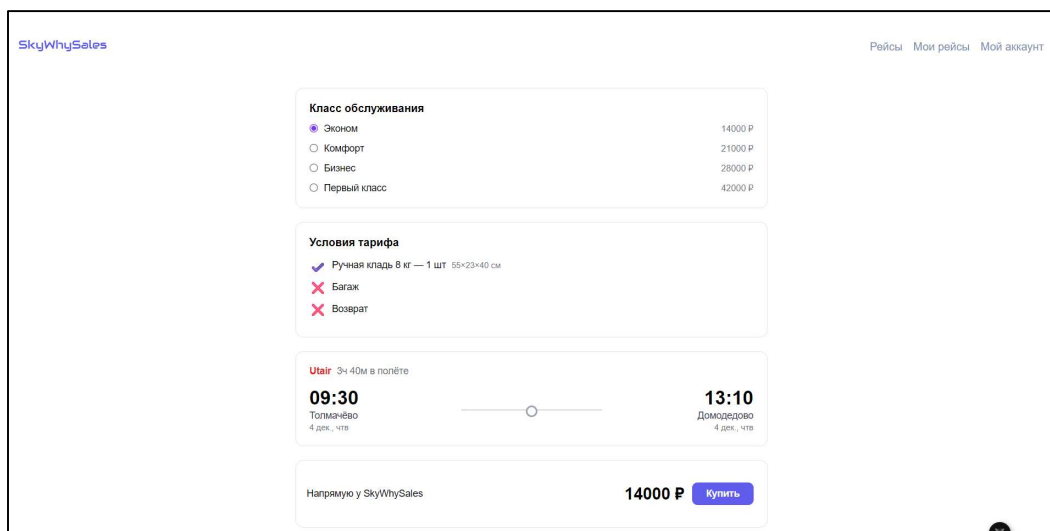 SkyWhySales
Рейсы Мои рейсы Мой аккаунт
Класс обслуживания
Эконом 14000 ₽
Комфорт 21000 ₽
Бизнес 28000 ₽
Первый класс 42000 ₽
Условия тарифа
Ручная кладь 8 кг — 1 шт 55×23×40 см
Багаж
Возврат
Utair 3ч 40м в полёте
09:30 13:10
Толмачёво Домодедово
4 дек., чтв 4 дек., чтв
Напрямую у SkyWhySales 14000 ₽ Купить